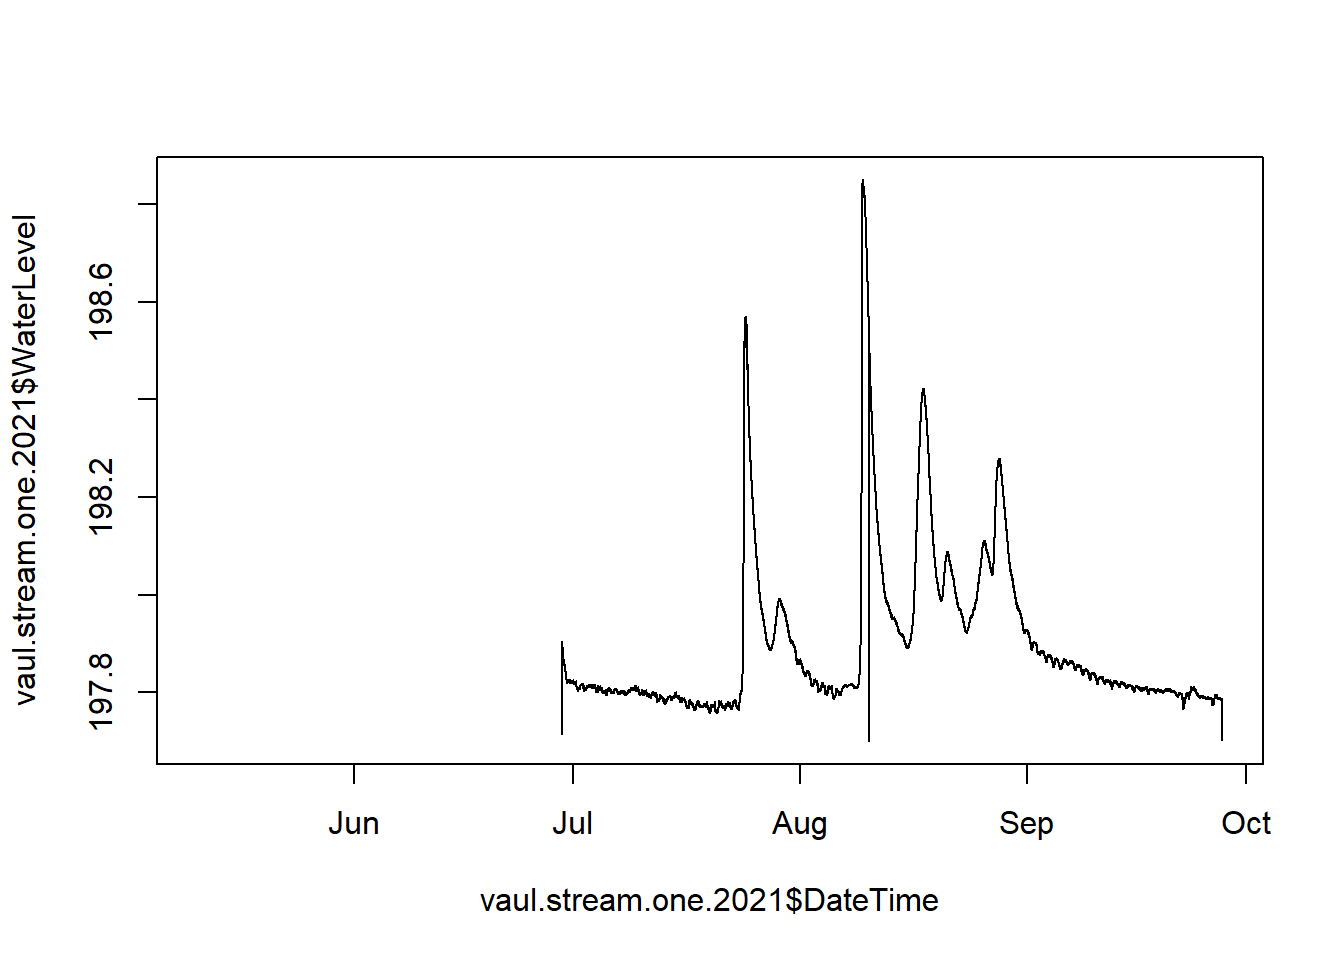 vaul.stream.one.2021$WaterLevel
198.6
198.2
197.8
Jun Jul Aug Sep Oct
vaul.stream.one.2021$DateTime